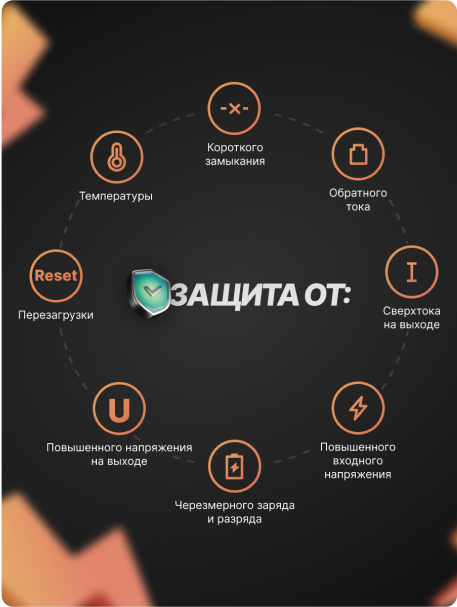 Короткого
замыкания
Температуры
Обратного
тока
Reset
Перезагрузки
ЗАЩИТА ОТ:
I
Сверхтока
на выходе
U
Повышенного напряжения
на выходе
Повышенного
входного
напряжения
Черезмерного заряда
и разряда